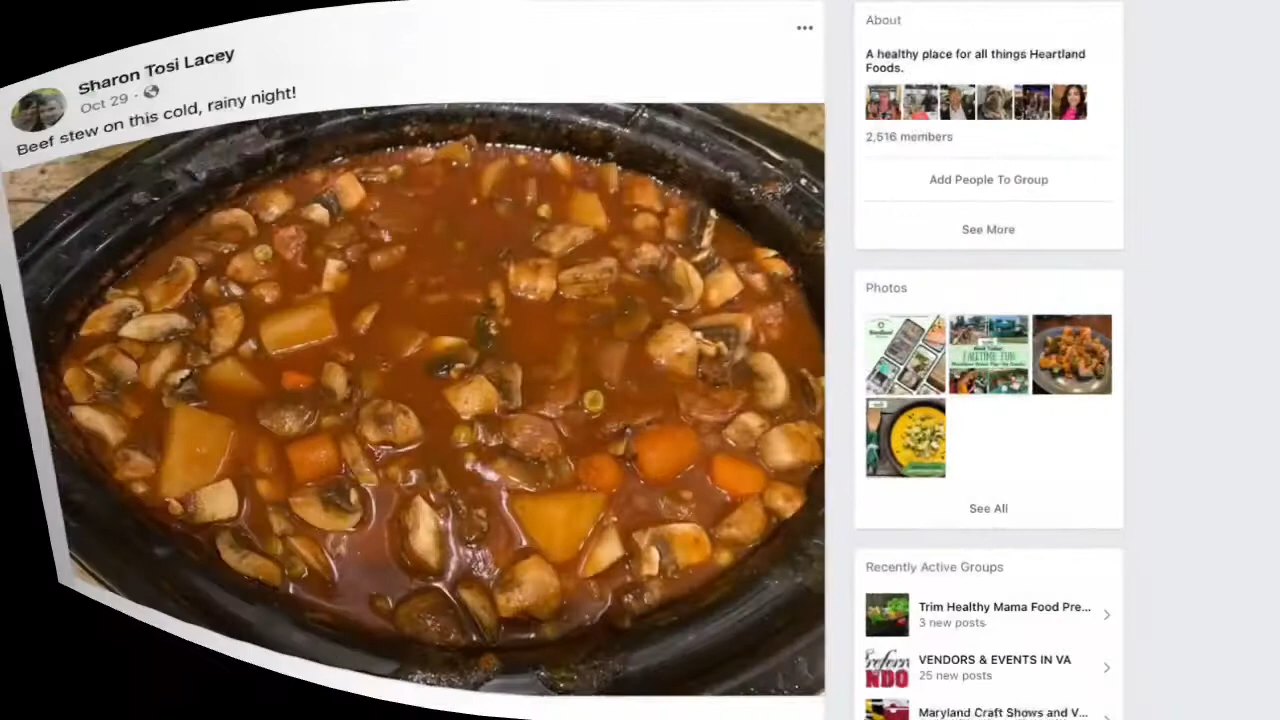 Sharon Tosi Lacey
Oct 29 ·
Beef stew on this cold, rainy night!
About
A healthy place for all things Heartland
Foods.
2,516 members
Add People To Group
See More
Photos
FALLTIME FUN
See All
Recently Active Groups
Trim Healthy Mama Food Pre...
3 new posts
VENDORS & EVENTS IN VA
25 new posts
Maryland Craft Shows and V...